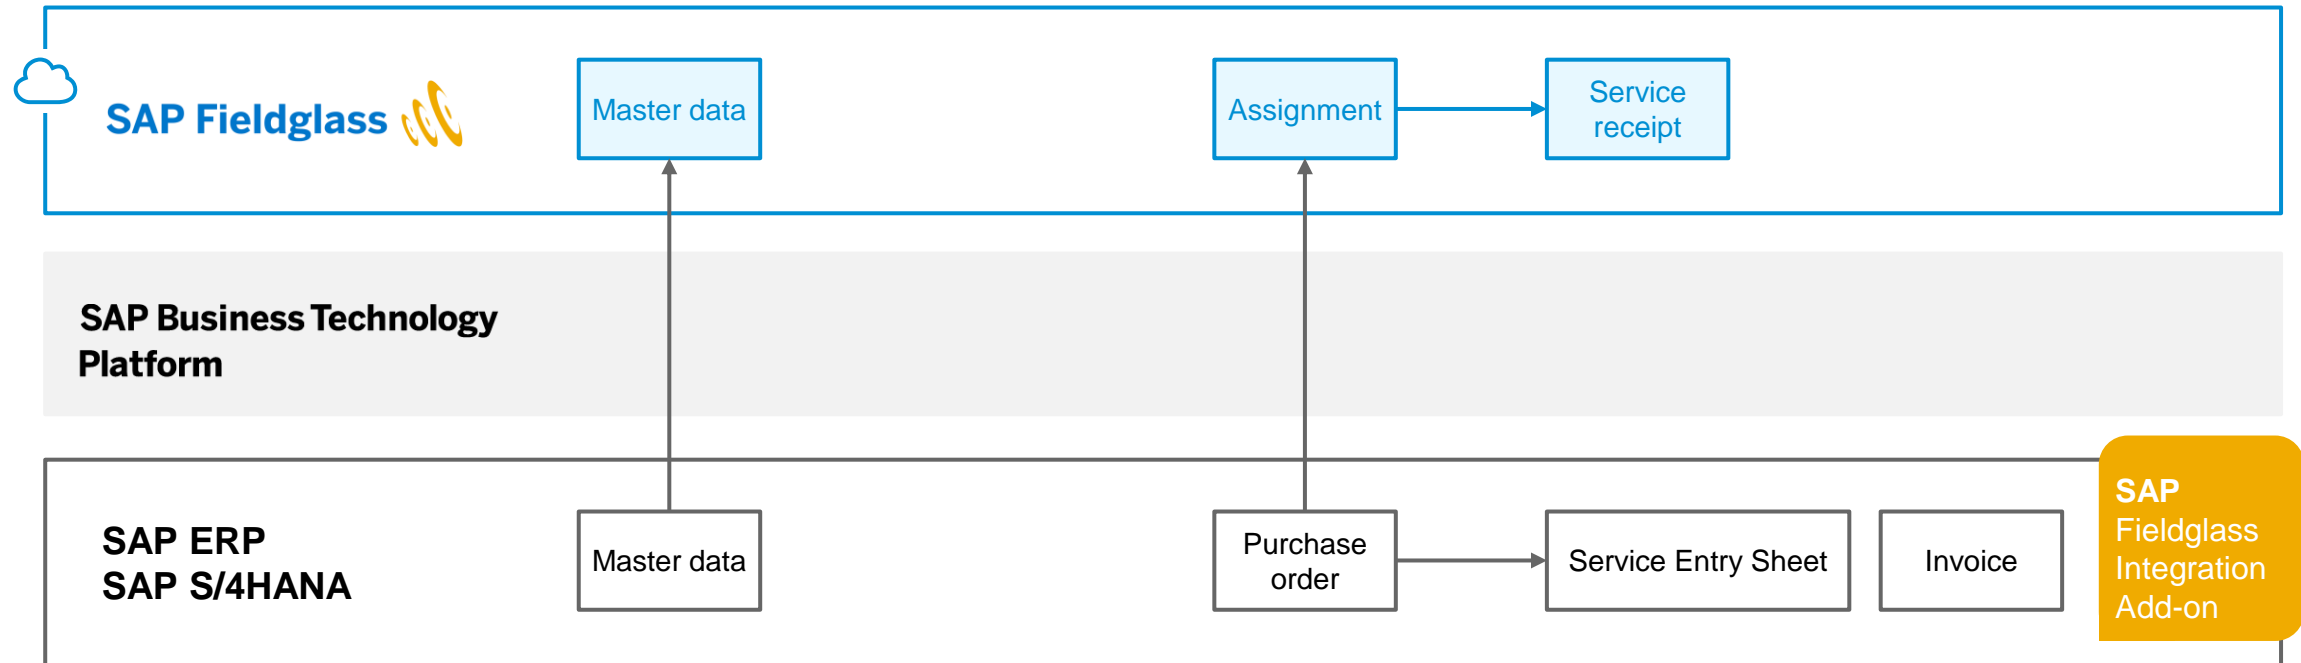 SAP Fieldglass
Master data
Assignment
Service
receipt
SAP Business Technology
Platform
SAP ERP
SAP S/4HANA
Master data
Purchase
order
Service Entry Sheet
Invoice
SAP
Fieldglass
Integration
Add-on